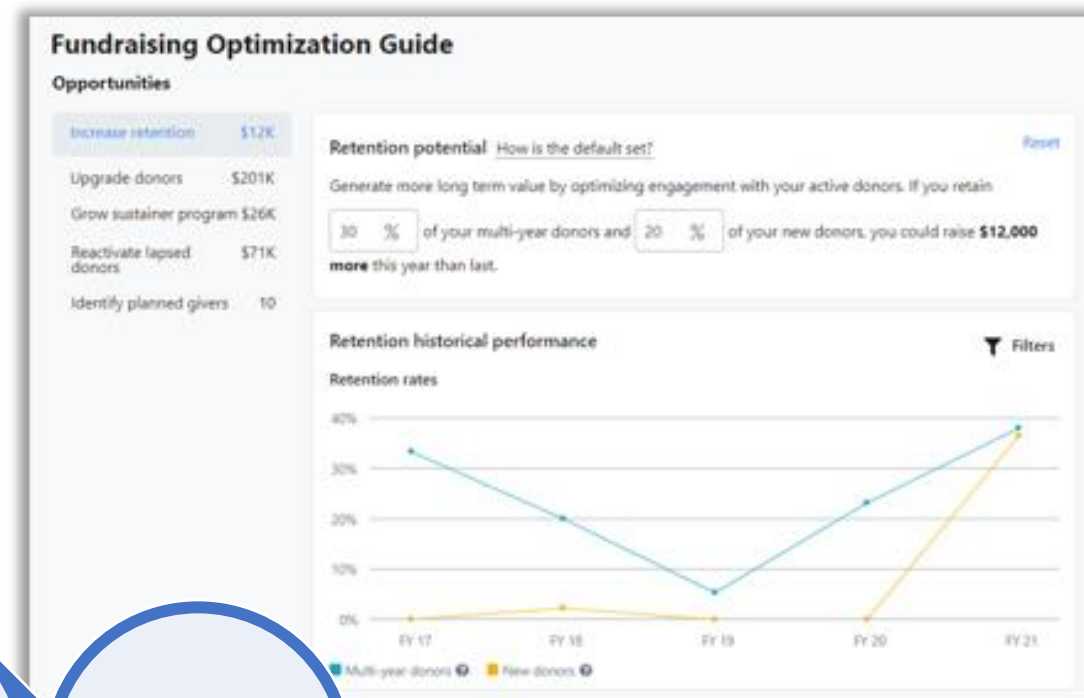 Fundraising Optimization Guide
Opportunities
Increase retention $12K
Upgrade donors $201K
Grow sustainer program $26K
Reactivate lapsed donors $71K
Identify planned givers 10
Retention potential How is the default set?
Reset
Generate more long term value by optimizing engagement with your active donors. If you retain
30 % of your multi-year donors and 20 % of your new donors, you could raise $12,000
more this year than last.
Retention historical performance
Filters
Retention rates
40%
30%
20%
10%
0%
FY 17 FY 18 FY 19 FY 20 FY 21
Multi-year donors New donors